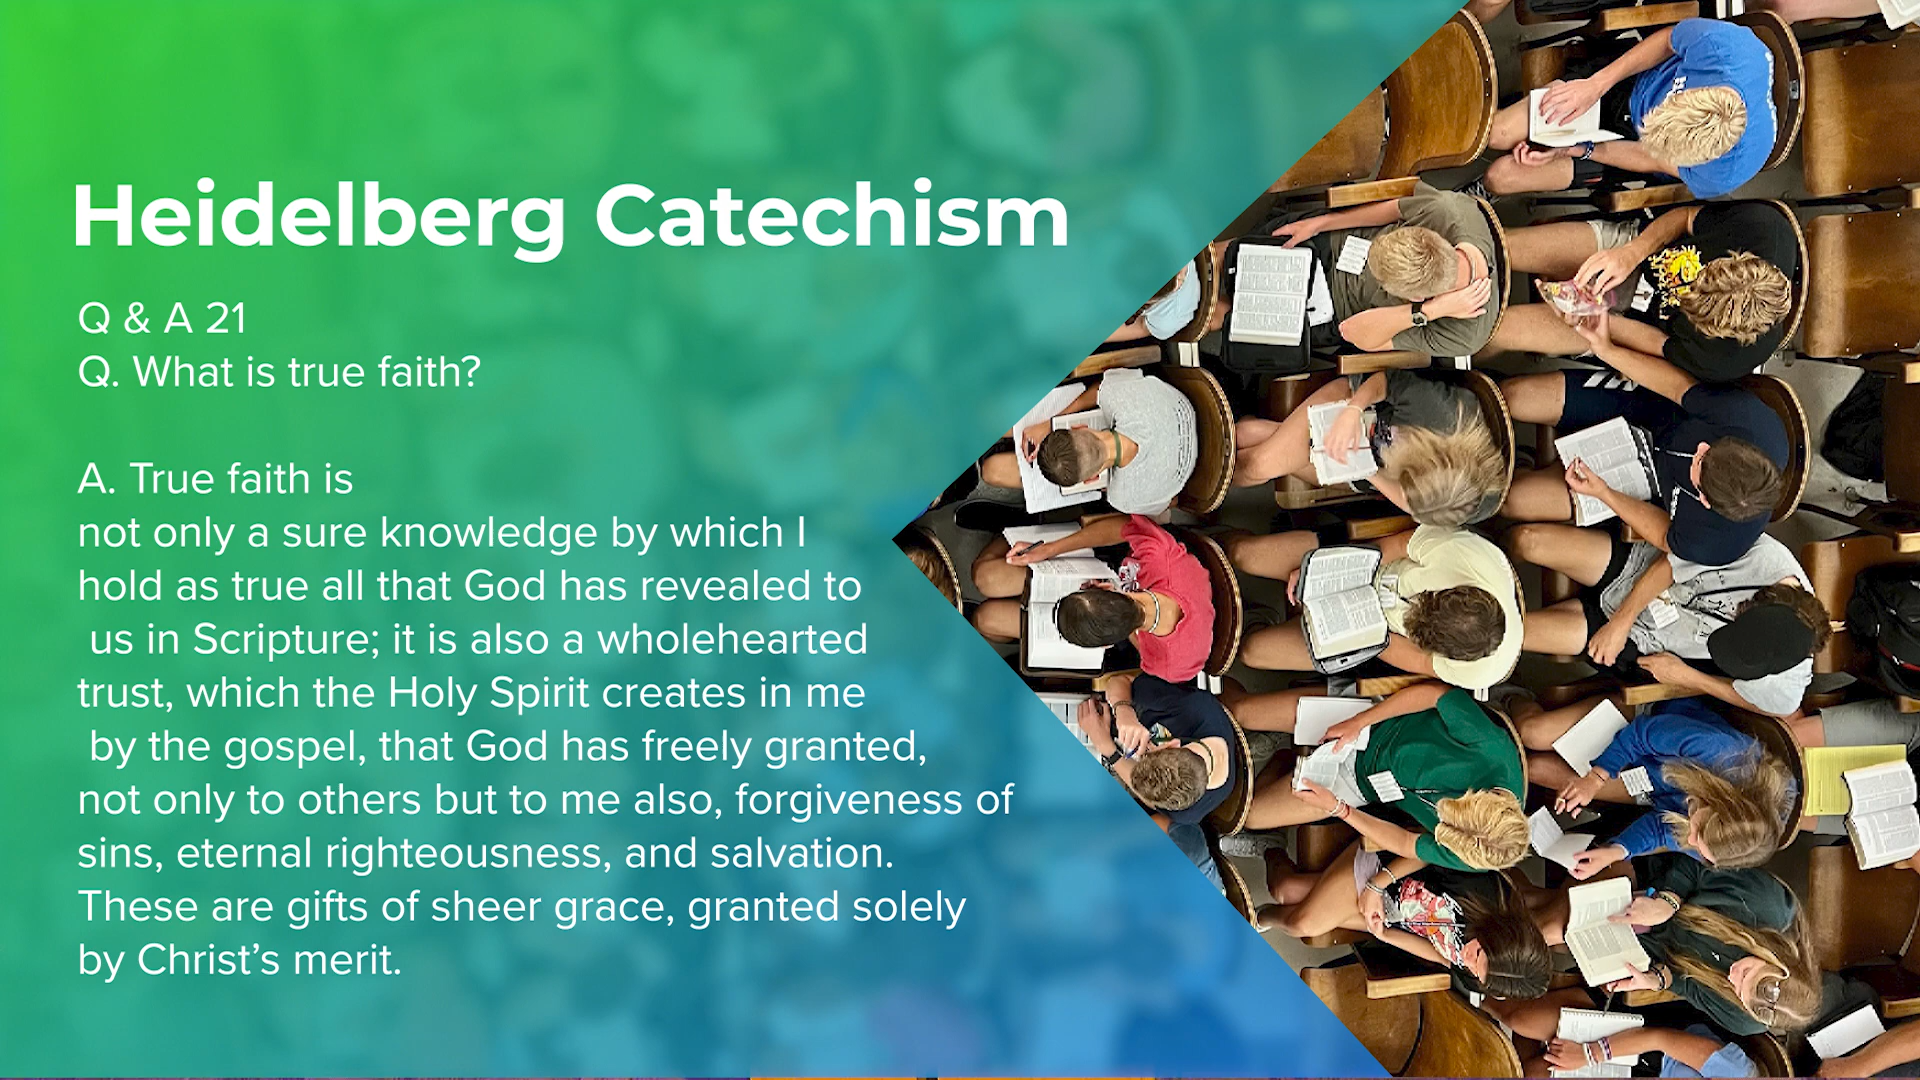 Heidelberg Catechism
Q & A 21
Q. What is true faith?
A. True faith is
not only a sure knowledge by which I
hold as true all that God has revealed to
us in Scripture; it is also a wholehearted
trust, which the Holy Spirit creates in me
by the gospel, that God has freely granted,
not only to others but to me also, forgiveness of
sins, eternal righteousness, and salvation.
These are gifts of sheer grace, granted solely
by Christ’s merit.